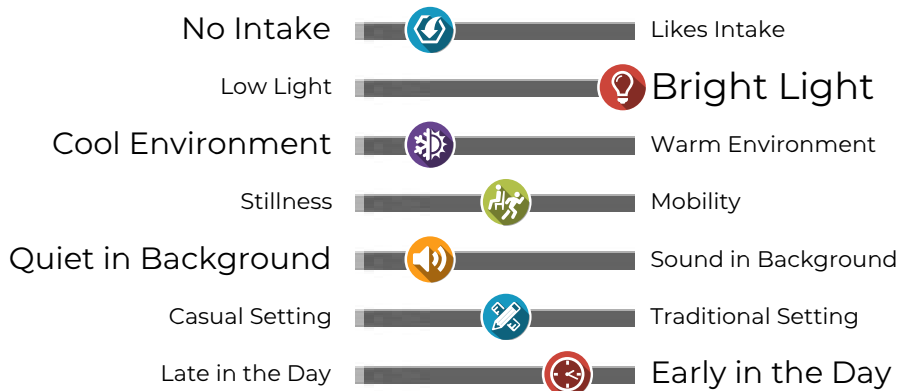 No Intake Likes Intake
Low Light Bright Light
Cool Environment Warm Environment
Stillness Mobility
Quiet in Background Sound in Background
Casual Setting Traditional Setting
Late in the Day Early in the Day